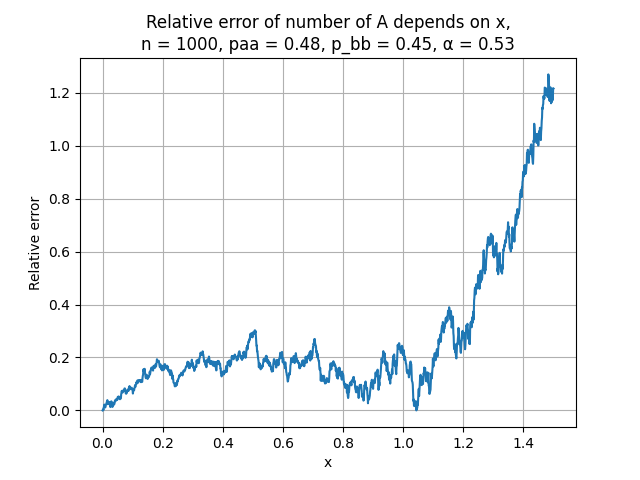 Relative error of number of A depends on x,
n = 1000, paa = 0.48, p_bb = 0.45, α = 0.53
1.2
1.0
0.8
0.6
0.4
0.2
0.0
Relative error
0.0 0.2 0.4 0.6 0.8 1.0 1.2 1.4
x